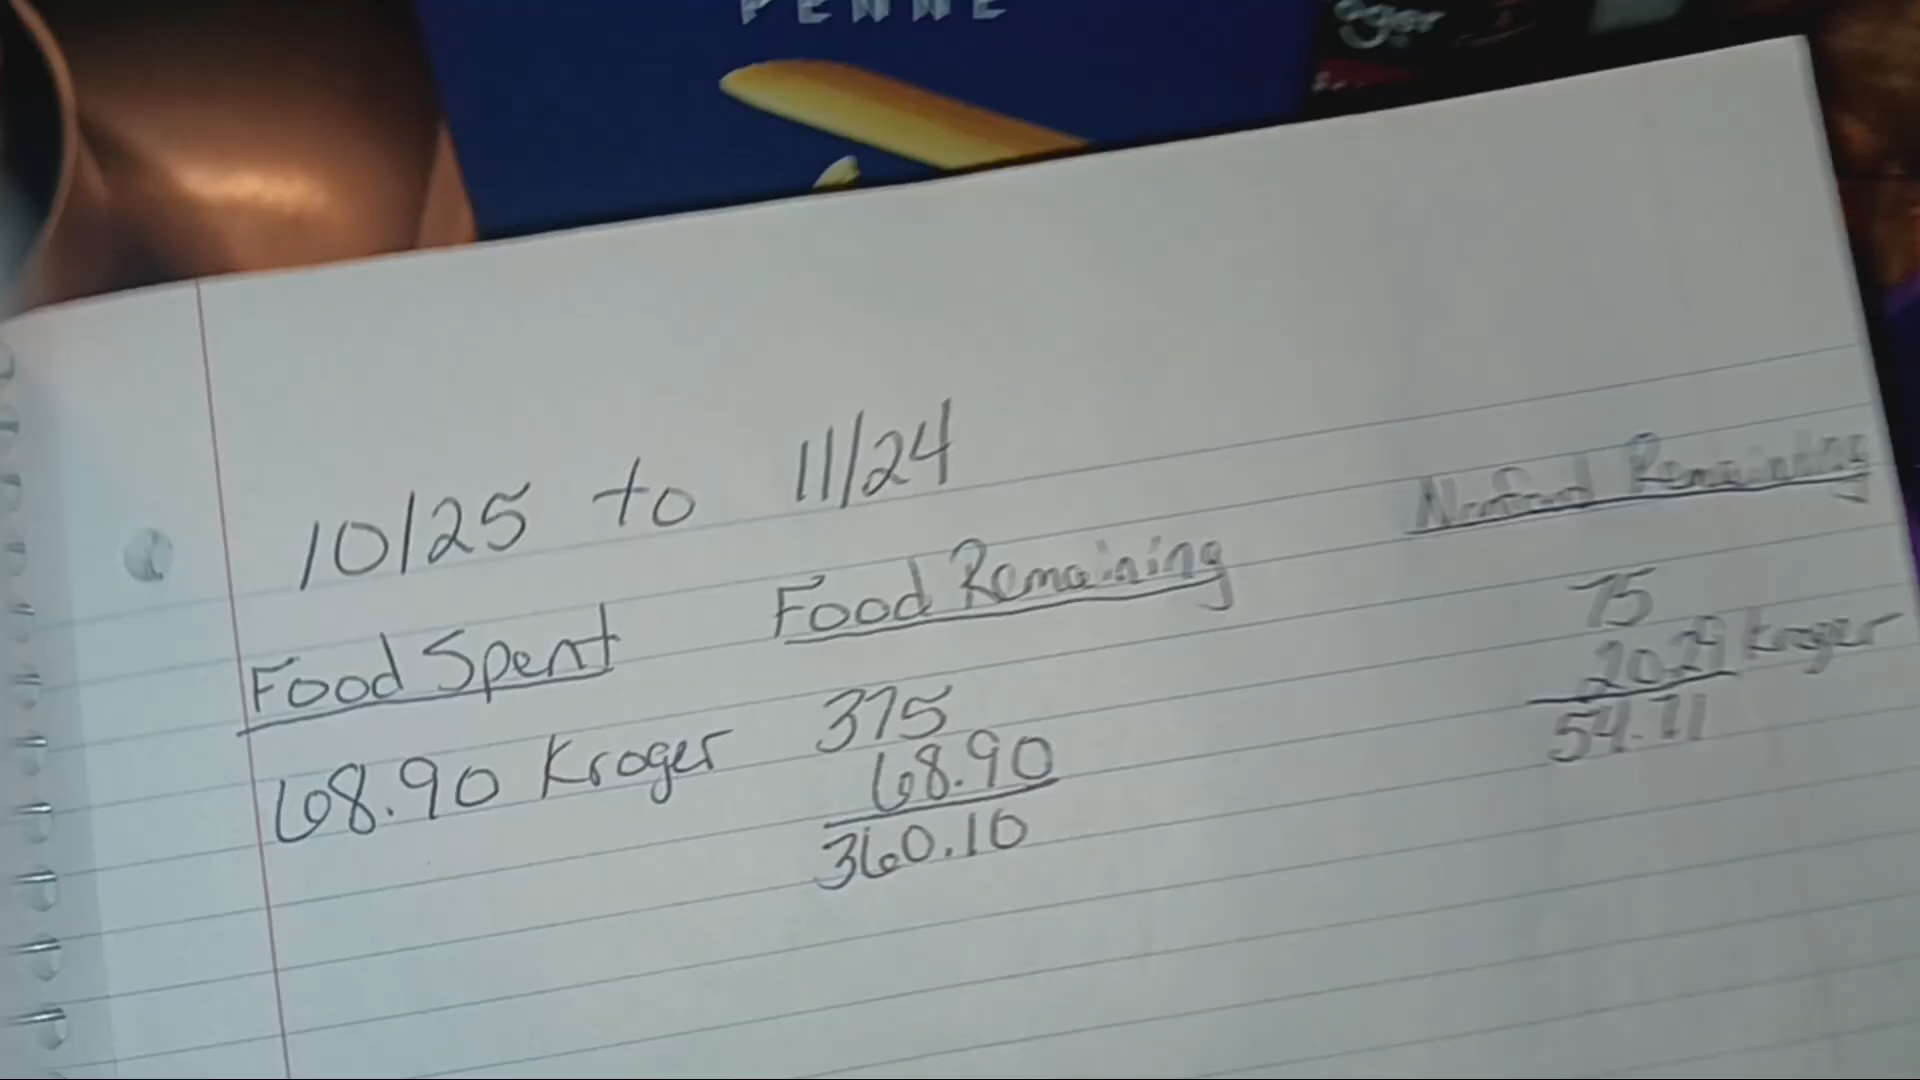 PENNE
10/25 to 11/24
Food Spent
68.90 Kroger
Food Remaining
375
68.90
360.10
Nonfood Remaining
75
20.29 Kroger
54.71